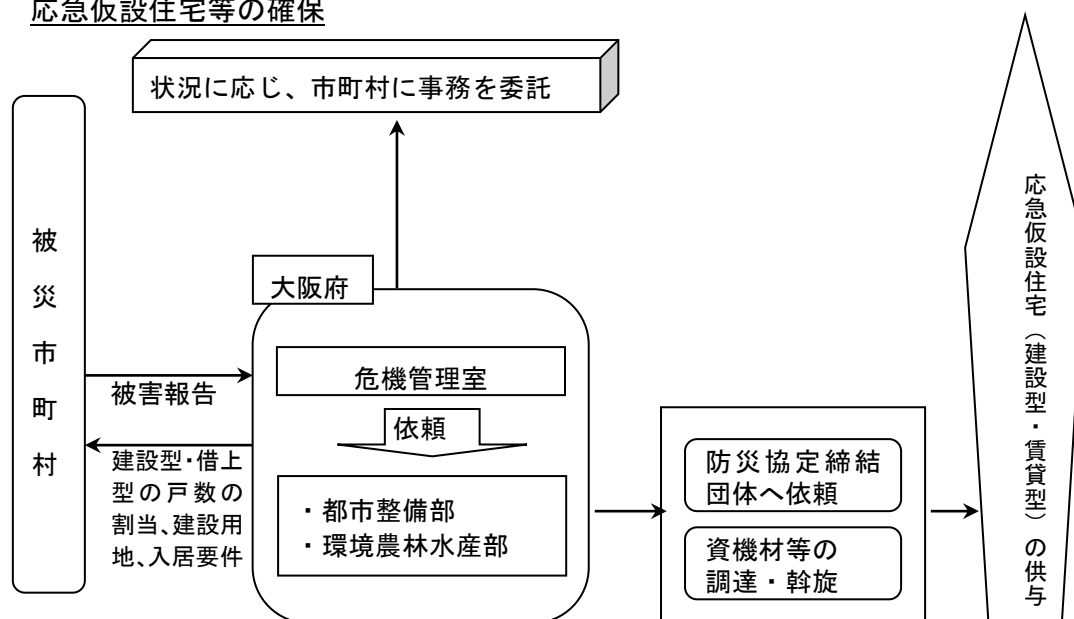 応急仮設住宅等の確保
状況に応じ、市町村に事務を委託
被災市町村
大阪府
危機管理室
被害報告
依頼
建設型・借上
型の戸数の
割当、建設用
地、入居要件
・都市整備部
・環境農林水産部
防災協定締結
団体へ依頼
資機材等の
調達・斡旋
応急仮設住宅（建設型・賃貸型）の供与